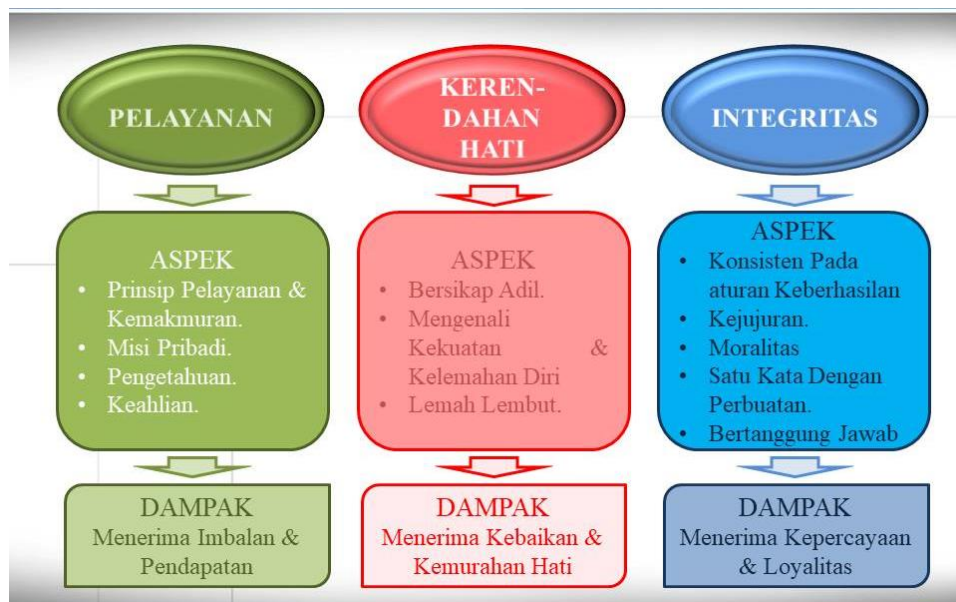 PELAYANAN
ASPEK
• Prinsip Pelayanan &
Kemakmuran.
• Misi Pribadi.
• Pengetahuan.
• Keahlian.
DAMPAK
Menerima Imbalan &
Pendapatan
KEREN-
DAHAN
HATI
ASPEK
• Bersikap Adil.
• Mengenali
Kekuatan &
Kelemahan Diri
• Lemah Lembut.
DAMPAK
Menerima Kebaikan &
Kemurahan Hati
INTEGRITAS
ASPEK
• Konsisten Pada
aturan Keberhasilan
• Kejujuran.
• Moralitas
• Satu Kata Dengan
Perbuatan.
• Bertanggung Jawab
DAMPAK
Menerima Kepercayaan
& Loyalitas